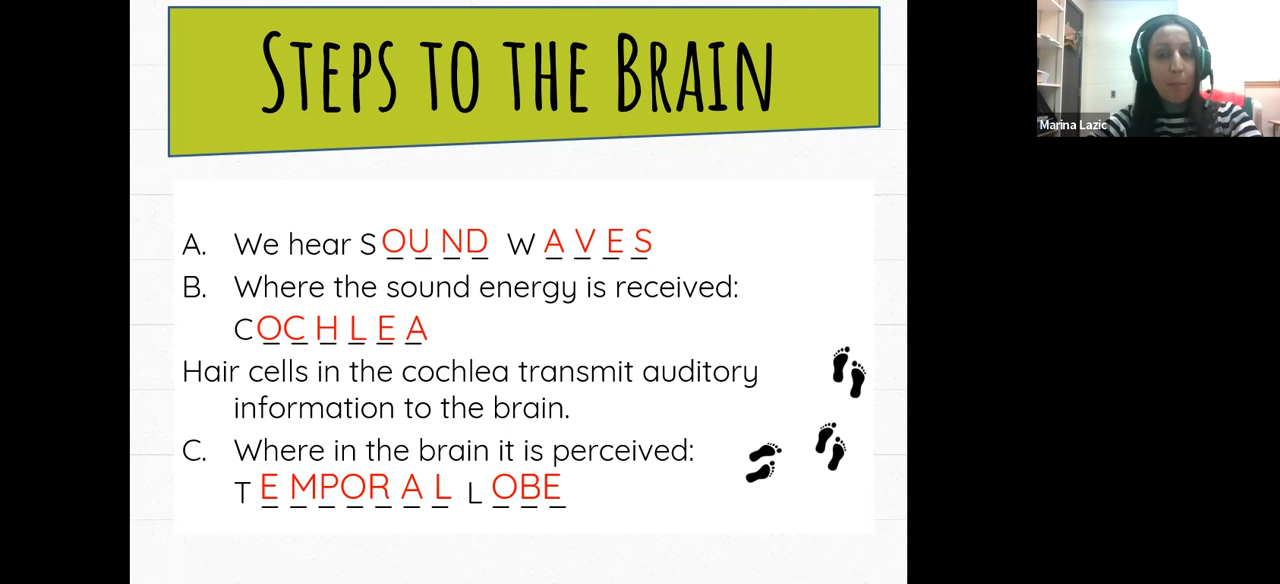 STEPS TO THE BRAIN
Marina Lazic
A. We hear SOUND WAVES
B. Where the sound energy is received:
COCHLEA
Hair cells in the cochlea transmit auditory
information to the brain.
C. Where in the brain it is perceived:
TEMPORAL LOBE